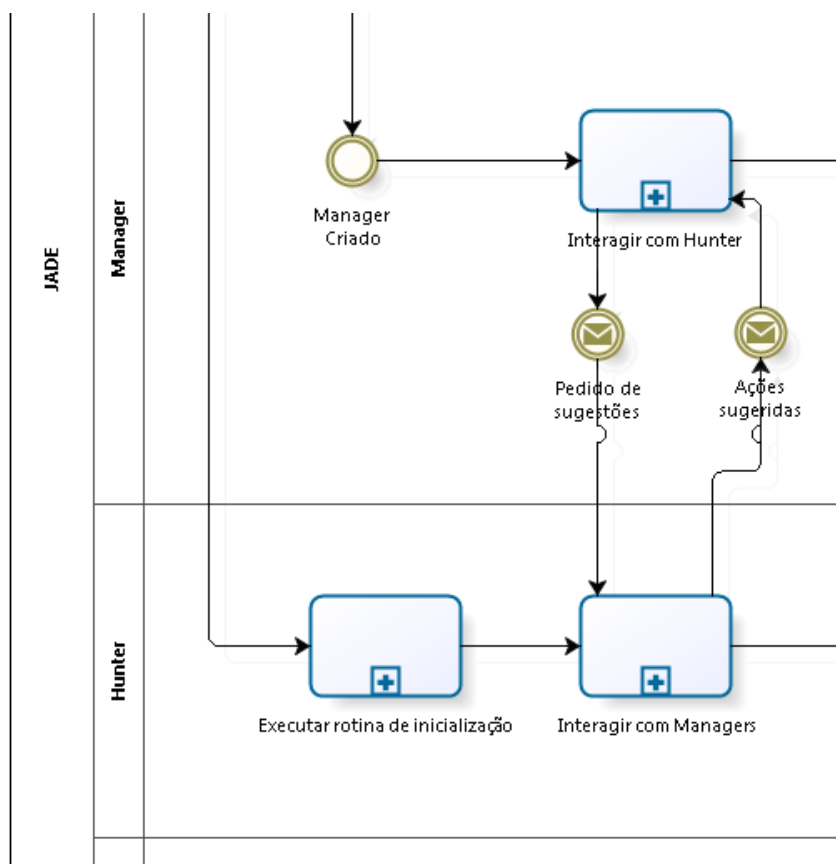 JADE
Manager
Manager
Criado
Interagir com Hunter
Pedido de
sugestões
Ações
sugeridas
Hunter
Executar rotina de inicialização
Interagir com Managers